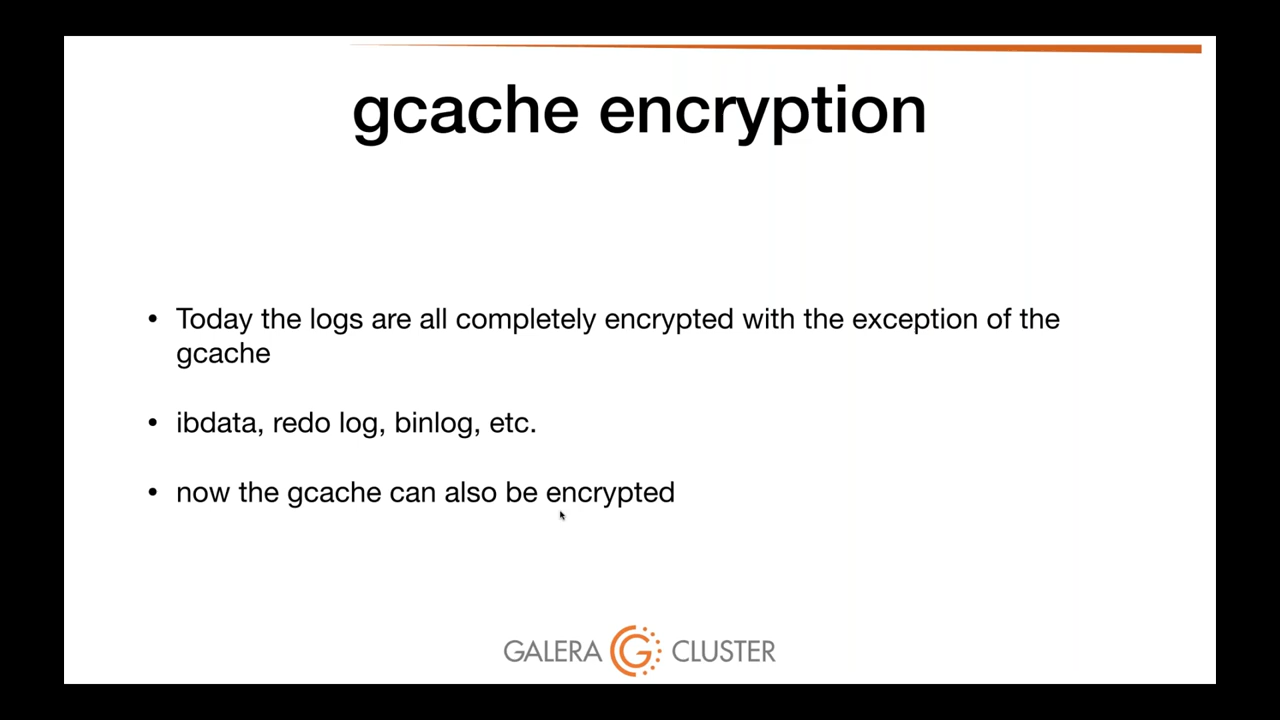 gcache encryption
• Today the logs are all completely encrypted with the exception of the
gcache
• ibdata, redo log, binlog, etc.
• now the gcache can also be encrypted
GALERA CLUSTER